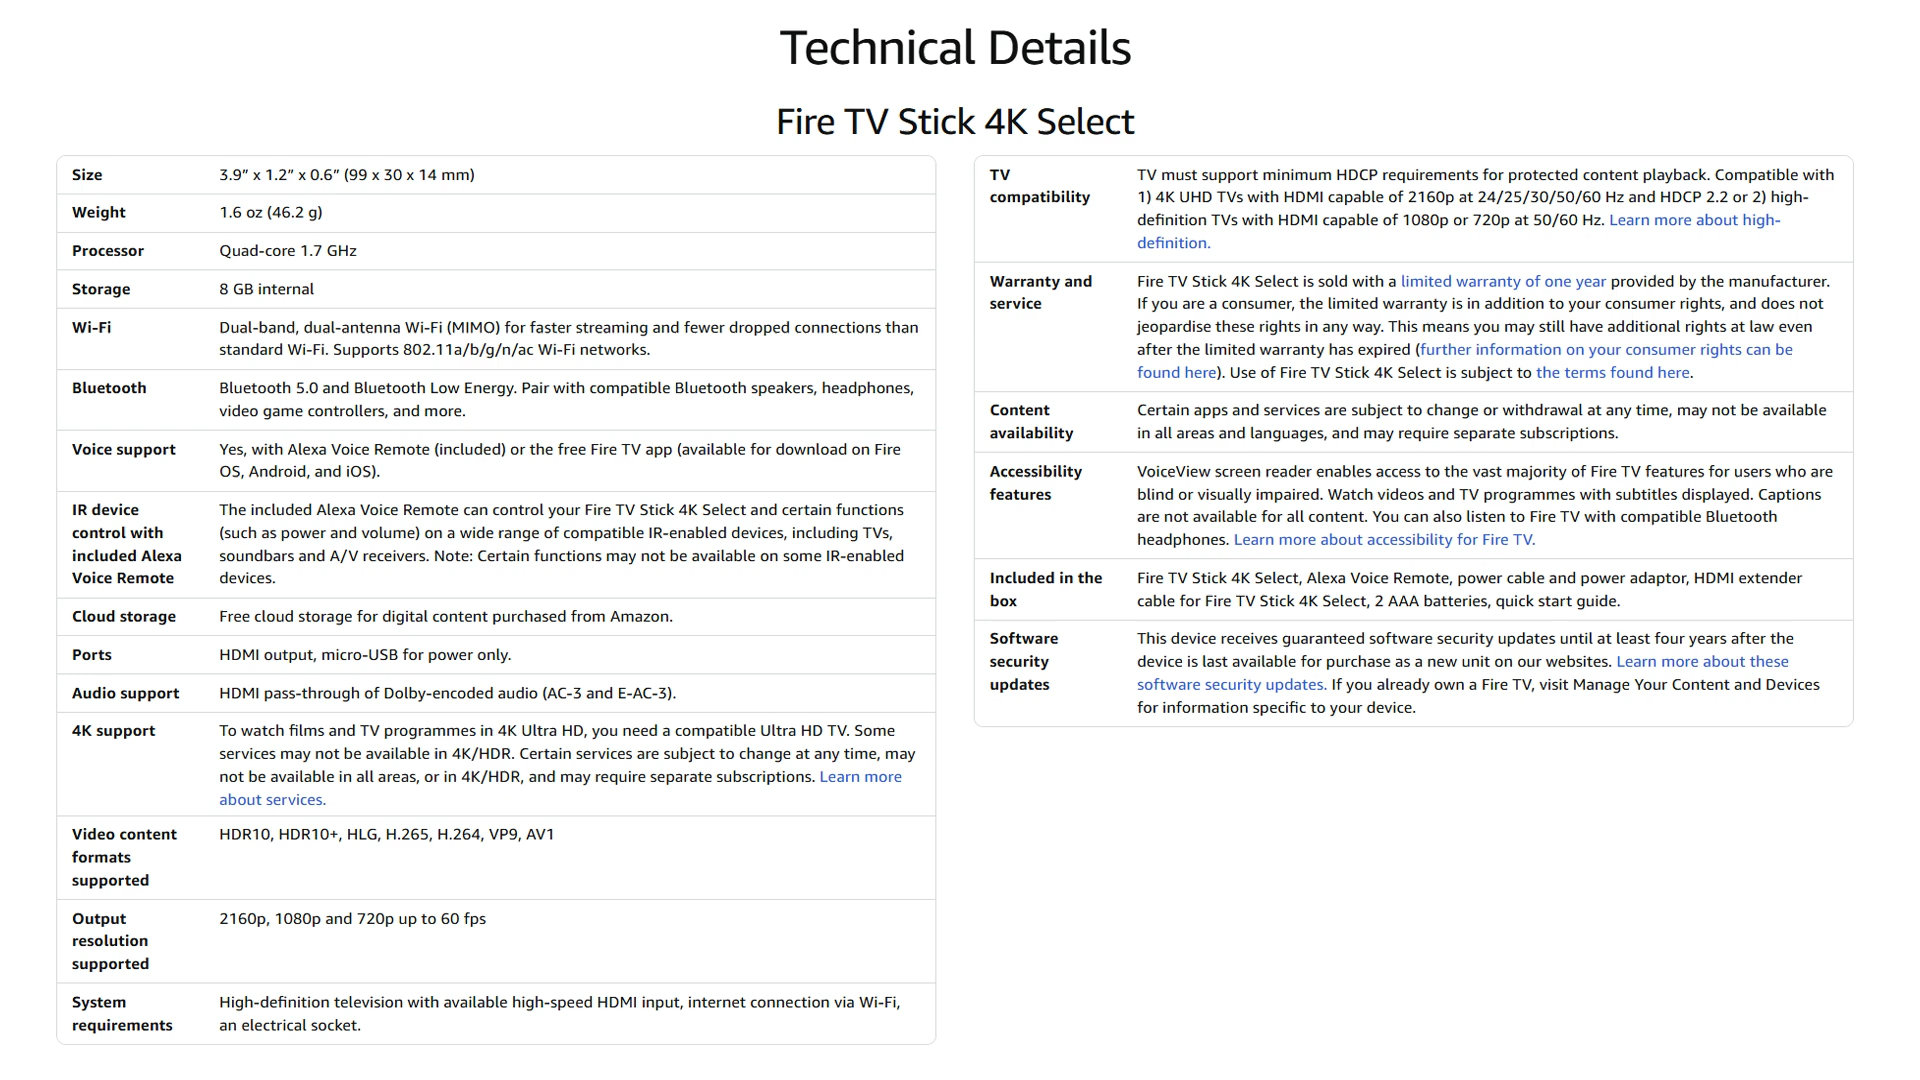 Technical Details
Fire TV Stick 4K Select
Size
3.9” x 1.2” x 0.6” (99 x 30 x 14 mm)
Weight
1.6 oz (46.2 g)
Processor
Quad-core 1.7 GHz
Storage
8 GB internal
Wi-Fi
Dual-band, dual-antenna Wi-Fi (MIMO) for faster streaming and fewer dropped connections than
standard Wi-Fi. Supports 802.11a/b/g/n/ac Wi-Fi networks.
Bluetooth
Bluetooth 5.0 and Bluetooth Low Energy. Pair with compatible Bluetooth speakers, headphones,
video game controllers, and more.
Voice support
Yes, with Alexa Voice Remote (included) or the free Fire TV app (available for download on Fire
OS, Android, and iOS).
IR device
control with
included Alexa
Voice Remote
The included Alexa Voice Remote can control your Fire TV Stick 4K Select and certain functions
(such as power and volume) on a wide range of compatible IR-enabled devices, including TVs,
soundbars and A/V receivers. Note: Certain functions may not be available on some IR-enabled
devices.
Cloud storage
Free cloud storage for digital content purchased from Amazon.
Ports
HDMI output, micro-USB for power only.
Audio support
HDMI pass-through of Dolby-encoded audio (AC-3 and E-AC-3).
4K support
To watch films and TV programmes in 4K Ultra HD, you need a compatible Ultra HD TV. Some
services may not be available in 4K/HDR. Certain services are subject to change at any time, may
not be available in all areas, or in 4K/HDR, and may require separate subscriptions. Learn more
about services.
Video content
formats
supported
HDR10, HDR10+, HLG, H.265, H.264, VP9, AV1
Output
resolution
supported
2160p, 1080p and 720p up to 60 fps
System
requirements
High-definition television with available high-speed HDMI input, internet connection via Wi-Fi,
an electrical socket.
TV
compatibility
TV must support minimum HDCP requirements for protected content playback. Compatible with
1) 4K UHD TVs with HDMI capable of 2160p at 24/25/30/50/60 Hz and HDCP 2.2 or 2) high-
definition TVs with HDMI capable of 1080p or 720p at 50/60 Hz. Learn more about high-
definition.
Warranty and
service
Fire TV Stick 4K Select is sold with a limited warranty of one year provided by the manufacturer.
If you are a consumer, the limited warranty is in addition to your consumer rights, and does not
jeopardise these rights in any way. This means you may still have additional rights at law even
after the limited warranty has expired (further information on your consumer rights can be
found here). Use of Fire TV Stick 4K Select is subject to the terms found here.
Content
availability
Certain apps and services are subject to change or withdrawal at any time, may not be available
in all areas and languages, and may require separate subscriptions.
Accessibility
features
VoiceView screen reader enables access to the vast majority of Fire TV features for users who are
blind or visually impaired. Watch videos and TV programmes with subtitles displayed. Captions
are not available for all content. You can also listen to Fire TV with compatible Bluetooth
headphones. Learn more about accessibility for Fire TV.
Included in the
box
Fire TV Stick 4K Select, Alexa Voice Remote, power cable and power adaptor, HDMI extender
cable for Fire TV Stick 4K Select, 2 AAA batteries, quick start guide.
Software
security
updates
This device receives guaranteed software security updates until at least four years after the
device is last available for purchase as a new unit on our websites. Learn more about these
software security updates. If you already own a Fire TV, visit Manage Your Content and Devices
for information specific to your device.